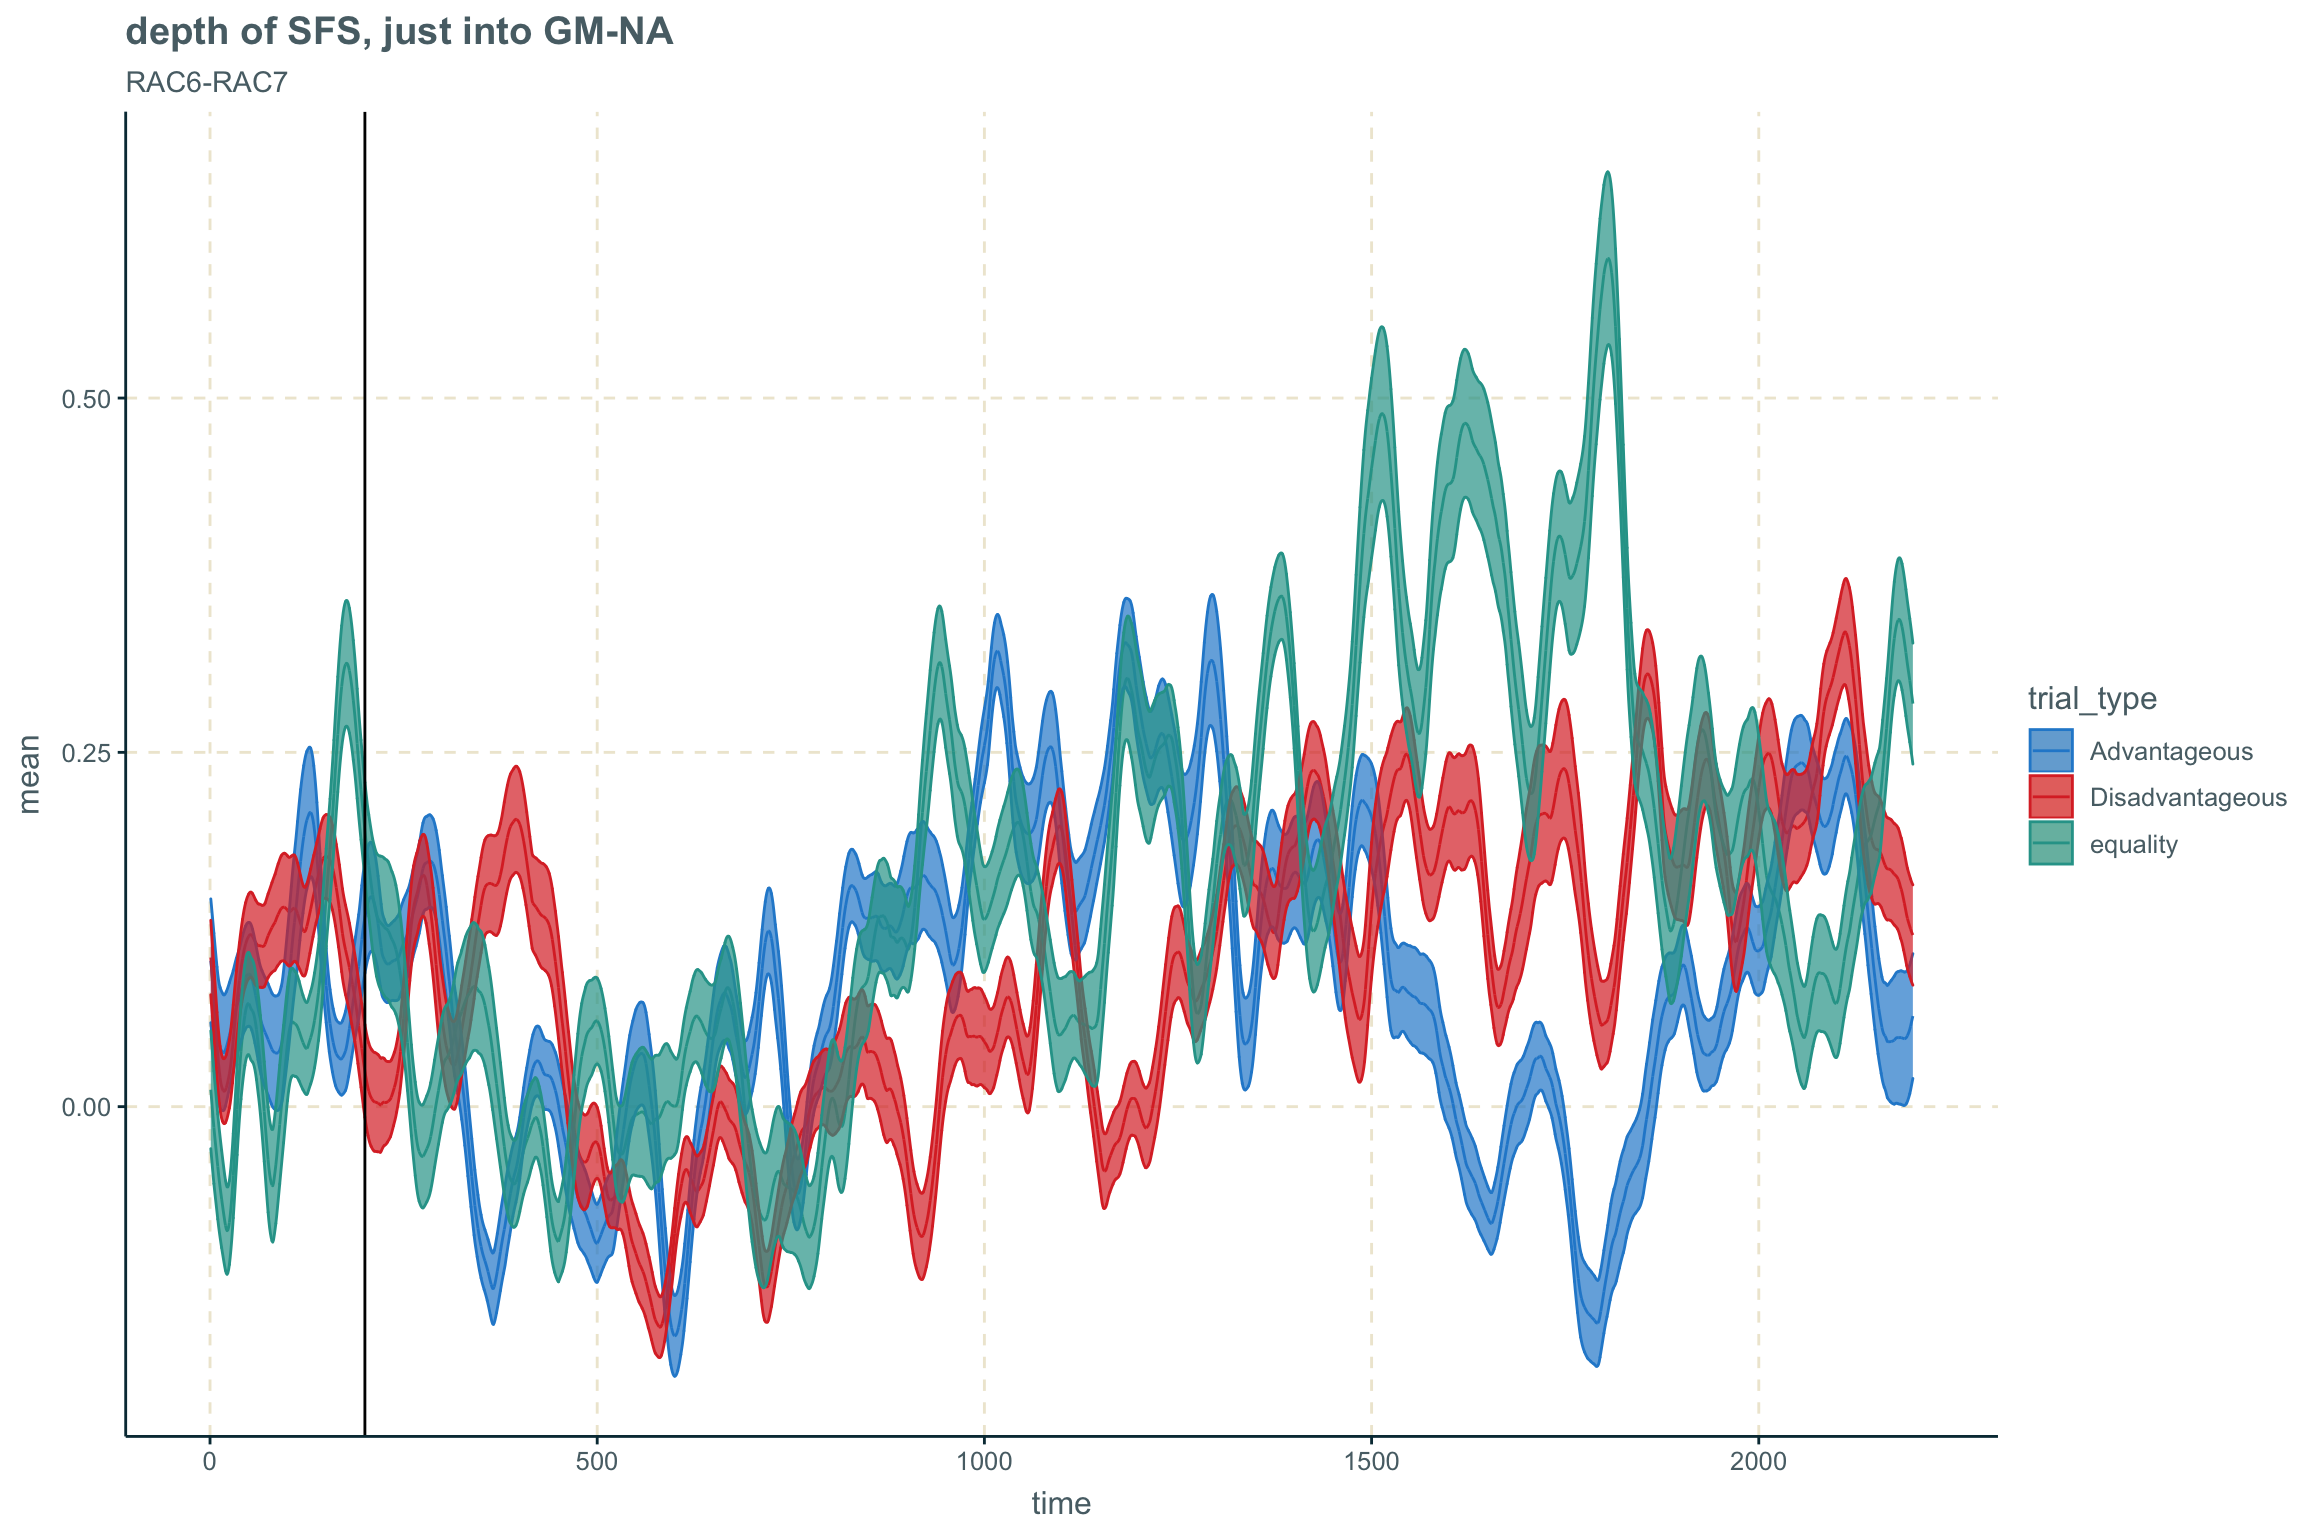 depth of SFS, just into GM-NA
RAC6-RAC7
mean
0.50
0.25
0.00
0
500
1000
1500
2000
time
trial_type
Advantageous
Disadvantageous
equality